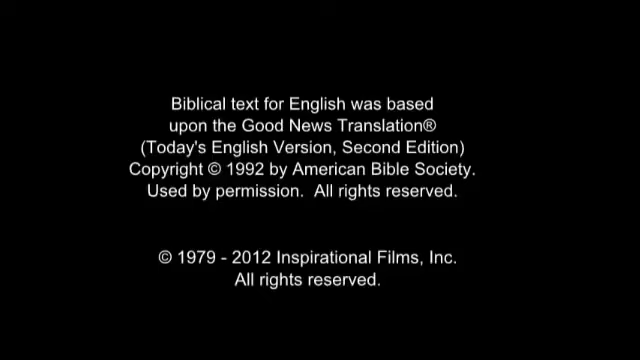 Biblical text for English was based
upon the Good News Translation®
(Today's English Version, Second Edition)
Copyright © 1992 by American Bible Society.
Used by permission.  All rights reserved.
© 1979 - 2012 Inspirational Films, Inc.
All rights reserved.